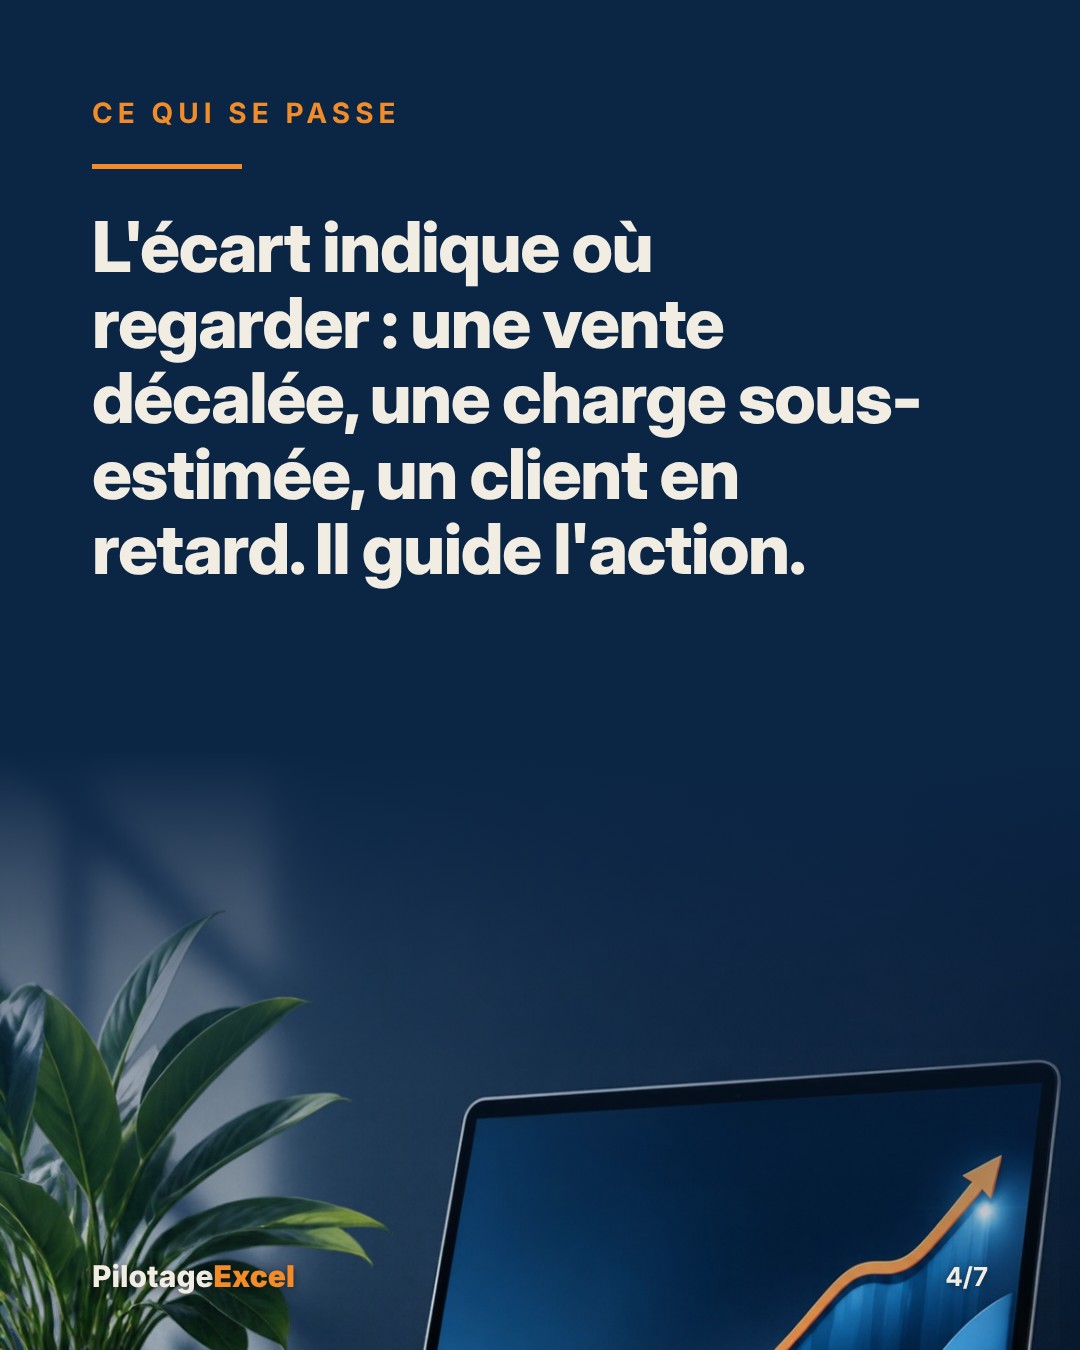 CE QUI SE PASSE
L'écart indique où
regarder : une vente
décalée, une charge sous-
estimée, un client en
retard. Il guide l'action.
PilotageExcel
4/7